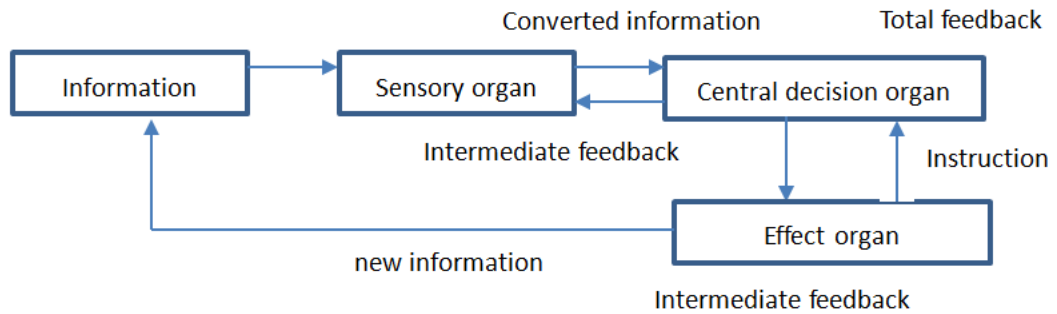 Converted information
Total feedback
Information
Sensory organ
Central decision organ
Intermediate feedback
Instruction
Effect organ
new information
Intermediate feedback